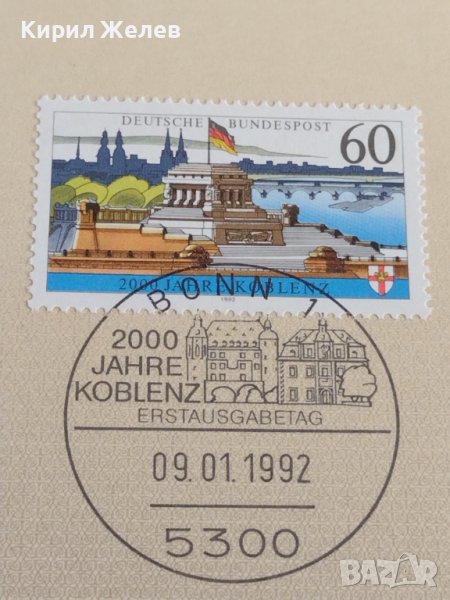 Кирил Желев
DEUTSCHE BUNDESPOST
60
2000 JAHRE KOBLENZ
1992
BONN 1
2000
JAHRE
KOBLENZ
ERSTAUSGABETAG
09.01.1992
5300
BAZAR